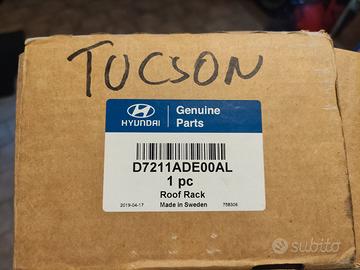 TUCSON
HYUNDAI
Genuine
Parts
D7211ADE00AL
1 pc
Roof Rack
2019-04-17 Made in Sweden 758306
subito